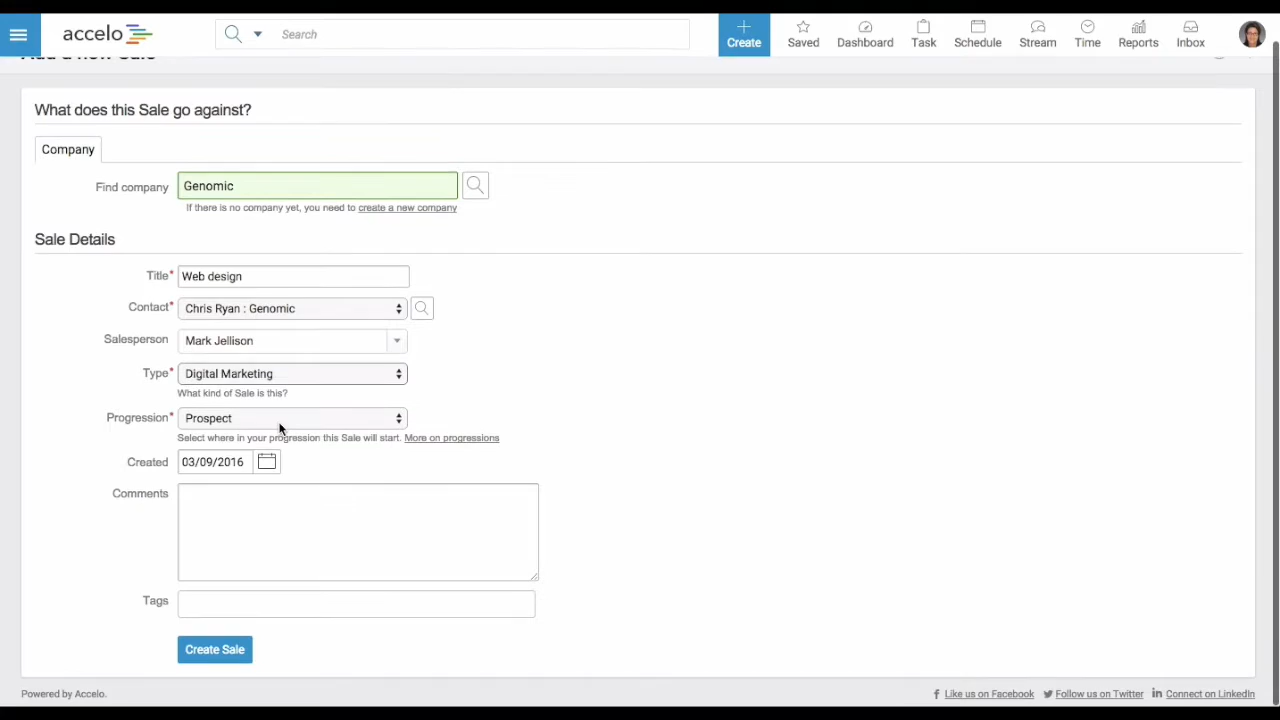 accelo
Search
Create
Saved
Dashboard
Task
Schedule
Stream
Time
Reports
Inbox
Add a new Sale
What does this Sale go against?
Company
Find company
Genomic
If there is no company yet, you need to create a new company
Sale Details
Title*
Web design
Contact*
Chris Ryan : Genomic
Salesperson
Mark Jellison
Type*
Digital Marketing
What kind of Sale is this?
Progression*
Prospect
Select where in your progression this Sale will start. More on progressions
Created
03/09/2016
Comments
Tags
Create Sale
Powered by Accelo.
Like us on Facebook
Follow us on Twitter
Connect on LinkedIn